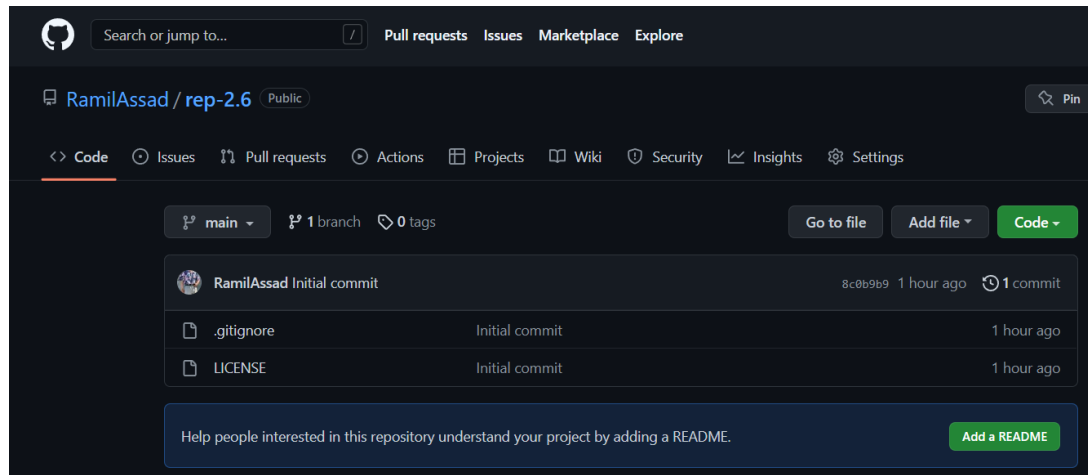 Search or jump to... / Pull requests Issues Marketplace Explore
RamilAssad / rep-2.6 Public Pin
<> Code Issues Pull requests Actions Projects Wiki Security Insights Settings
main 1 branch 0 tags Go to file Add file Code
RamilAssad Initial commit 8c0b9b9 1 hour ago 1 commit
.gitignore Initial commit 1 hour ago
LICENSE Initial commit 1 hour ago
Help people interested in this repository understand your project by adding a README. Add a README